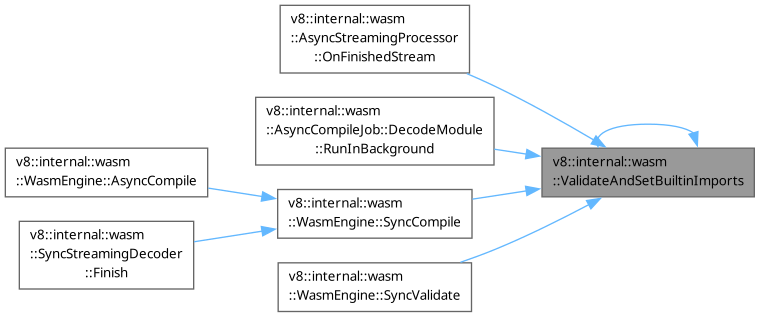 v8::internal::wasm
::AsyncStreamingProcessor
::OnFinishedStream
v8::internal::wasm
::AsyncCompileJob::DecodeModule
::RunInBackground
v8::internal::wasm
::WasmEngine::AsyncCompile
v8::internal::wasm
::ValidateAndSetBuiltinImports
v8::internal::wasm
::WasmEngine::SyncCompile
v8::internal::wasm
::SyncStreamingDecoder
::Finish
v8::internal::wasm
::WasmEngine::SyncValidate